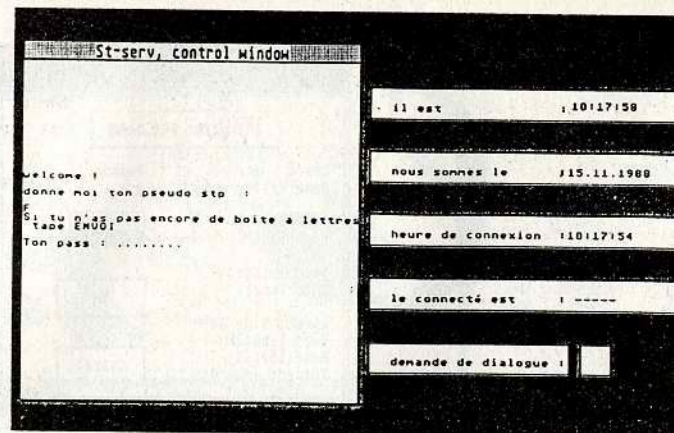 St-serv, control window
welcome !
donne moi ton pseudo stp :
F
Si tu n'as pas encore de boite a lettres
tape ENVOI
Ton pass : ........
il est : 10:17:58
nous sommes le :15.11.1988
heure de connexion :10:17:54
le connecté est : -----
demande de dialogue :